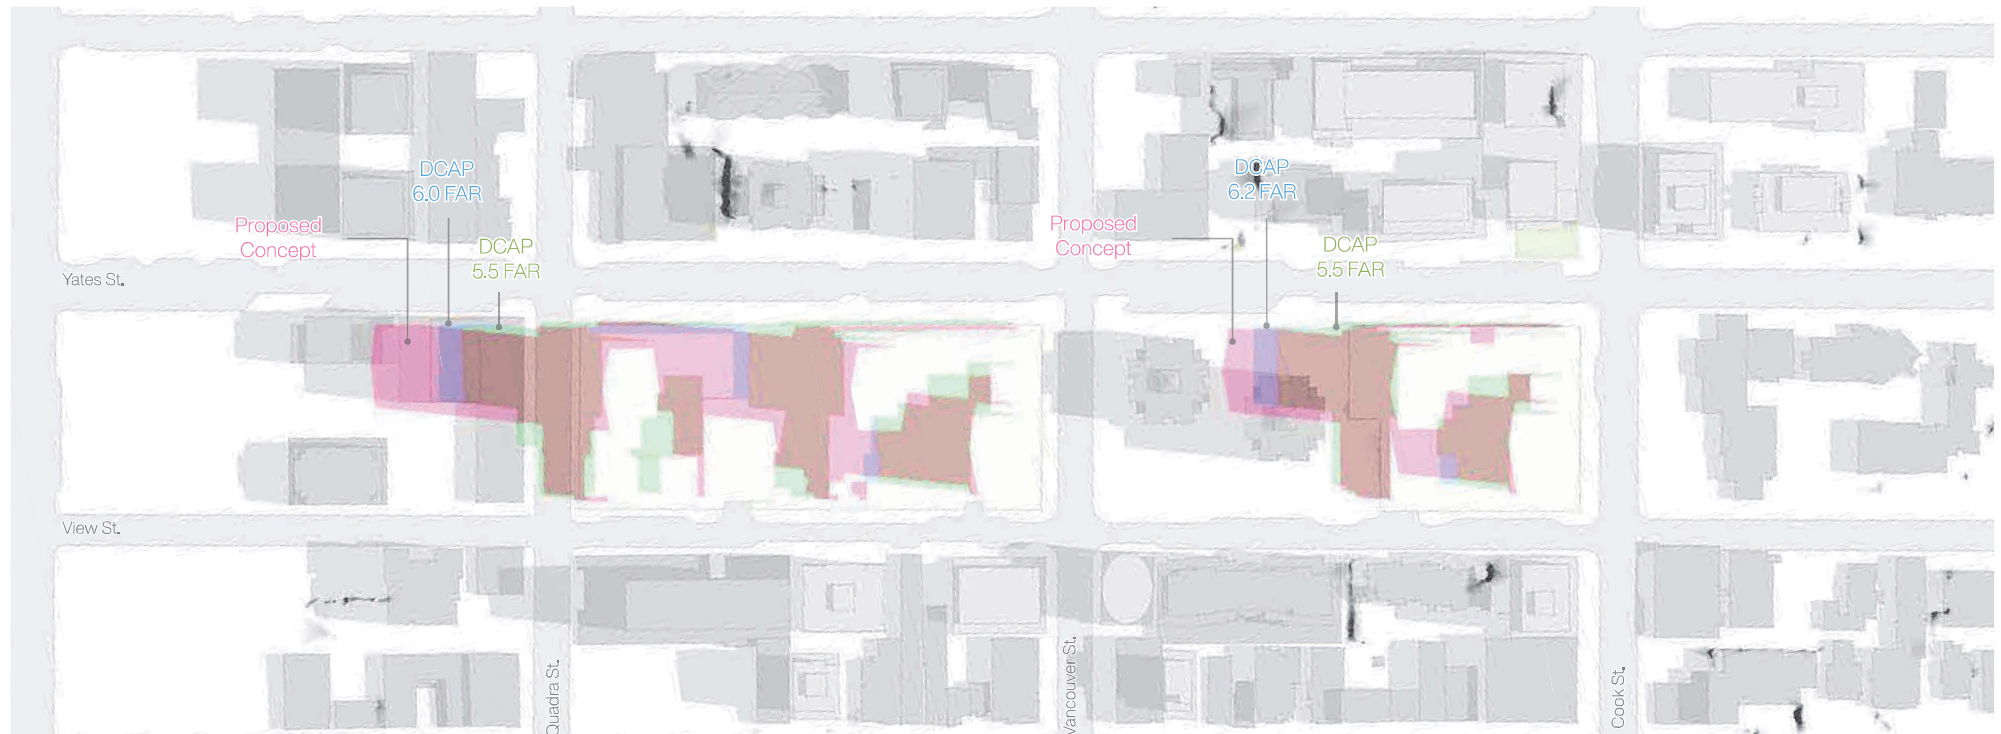 DCAP
6.0 FAR
Proposed
Concept
DCAP
5.5 FAR
DCAP
6.2 FAR
Proposed
Concept
DCAP
5.5 FAR
Yates St.
View St.
Quadra St.
Vancouver St.
Cook St.